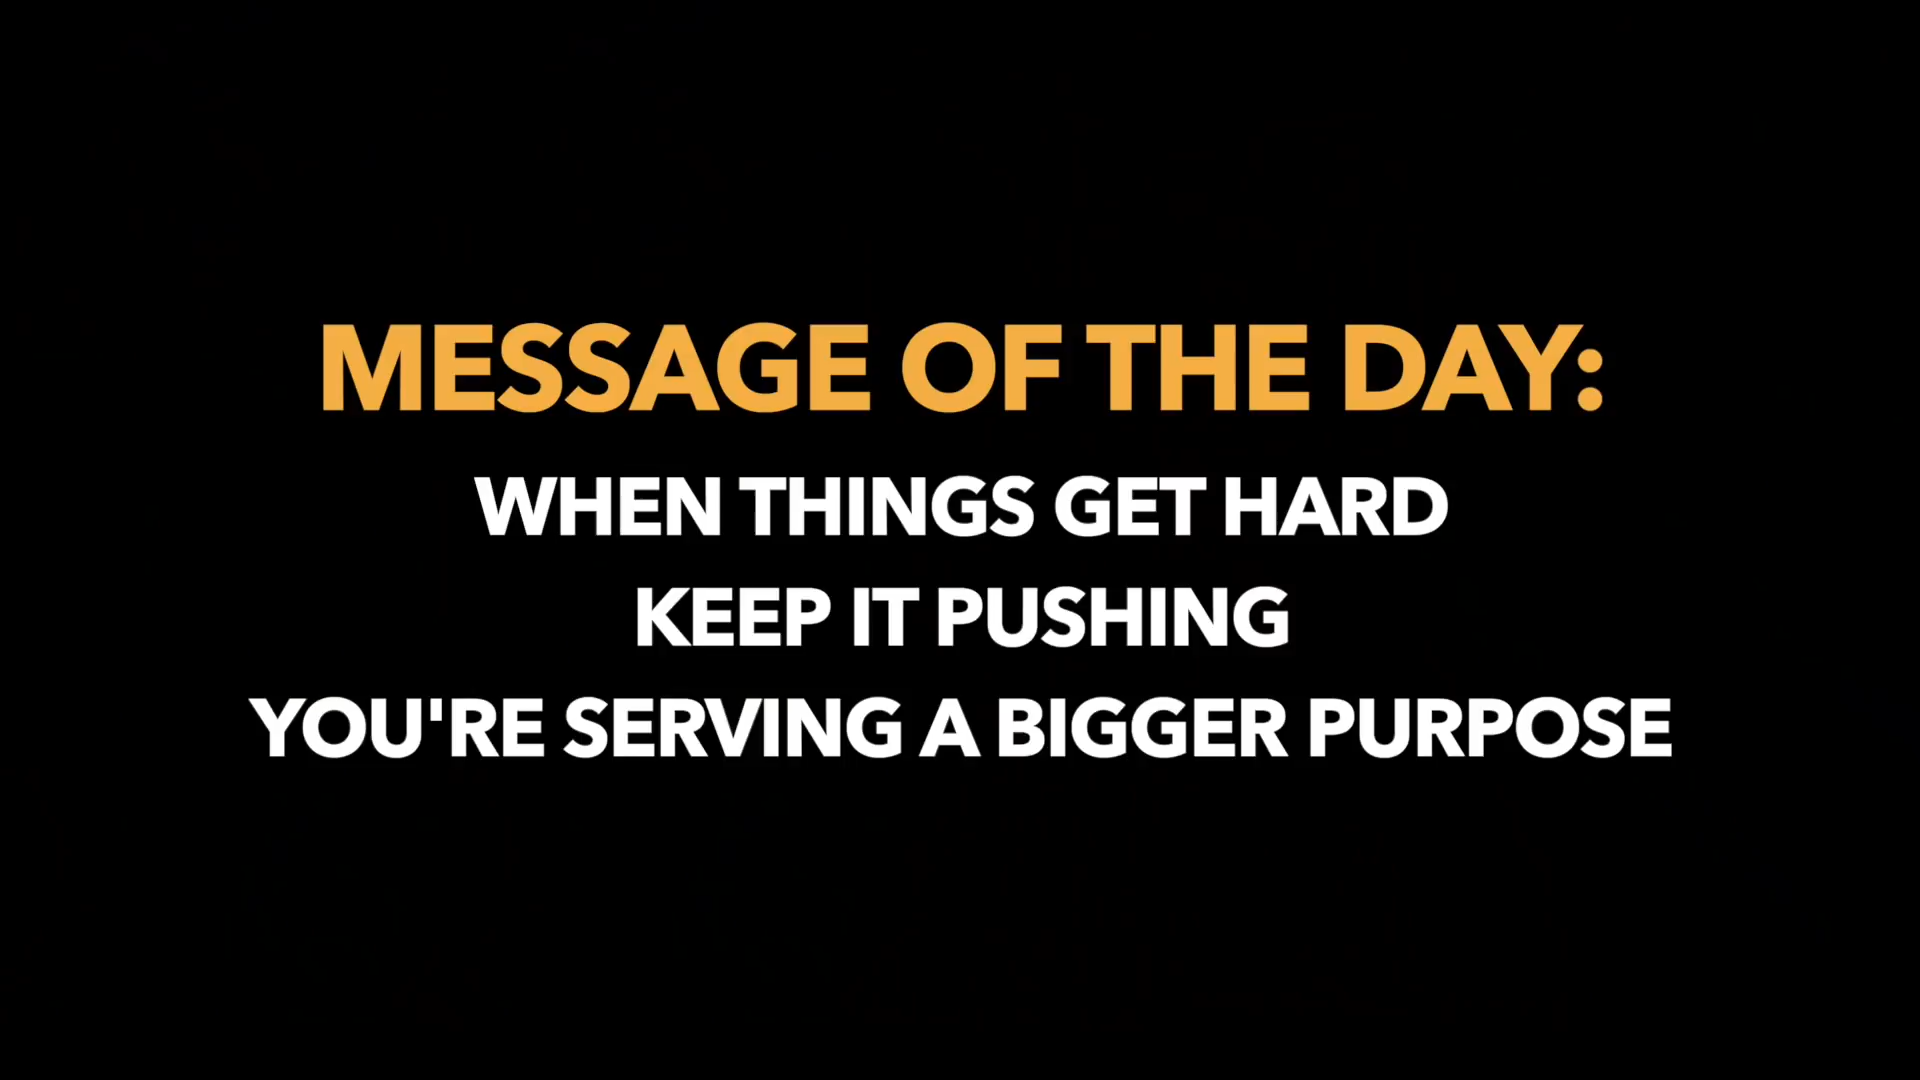 MESSAGE OF THE DAY:
WHEN THINGS GET HARD
KEEP IT PUSHING
YOU'RE SERVING A BIGGER PURPOSE